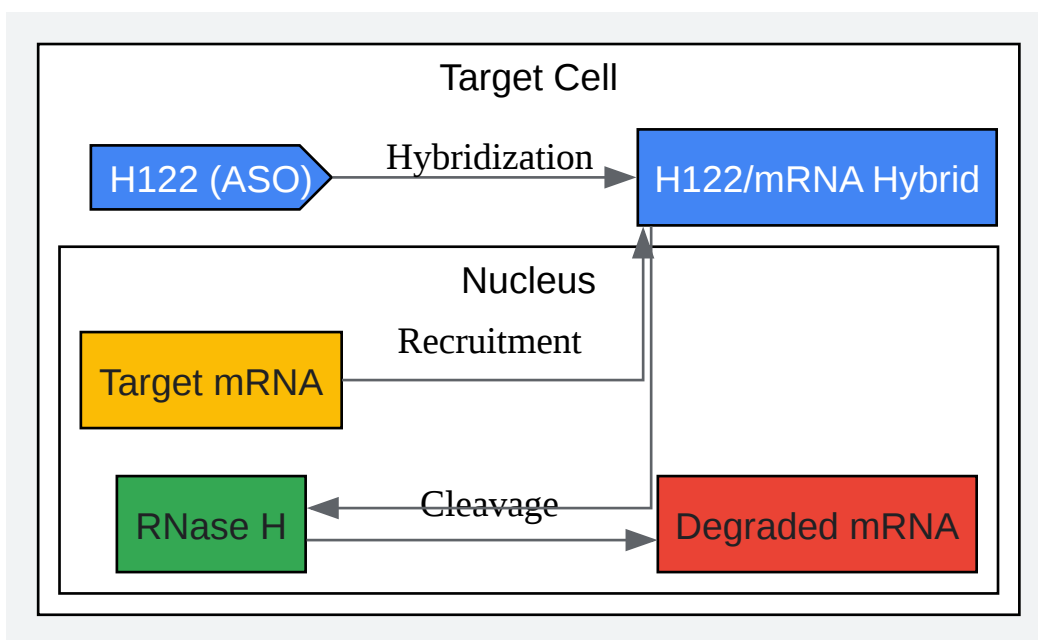 Target Cell
H122 (ASO)
Hybridization
H122/mRNA Hybrid
Nucleus
Recruitment
Target mRNA
Cleavage
RNase H
Degraded mRNA